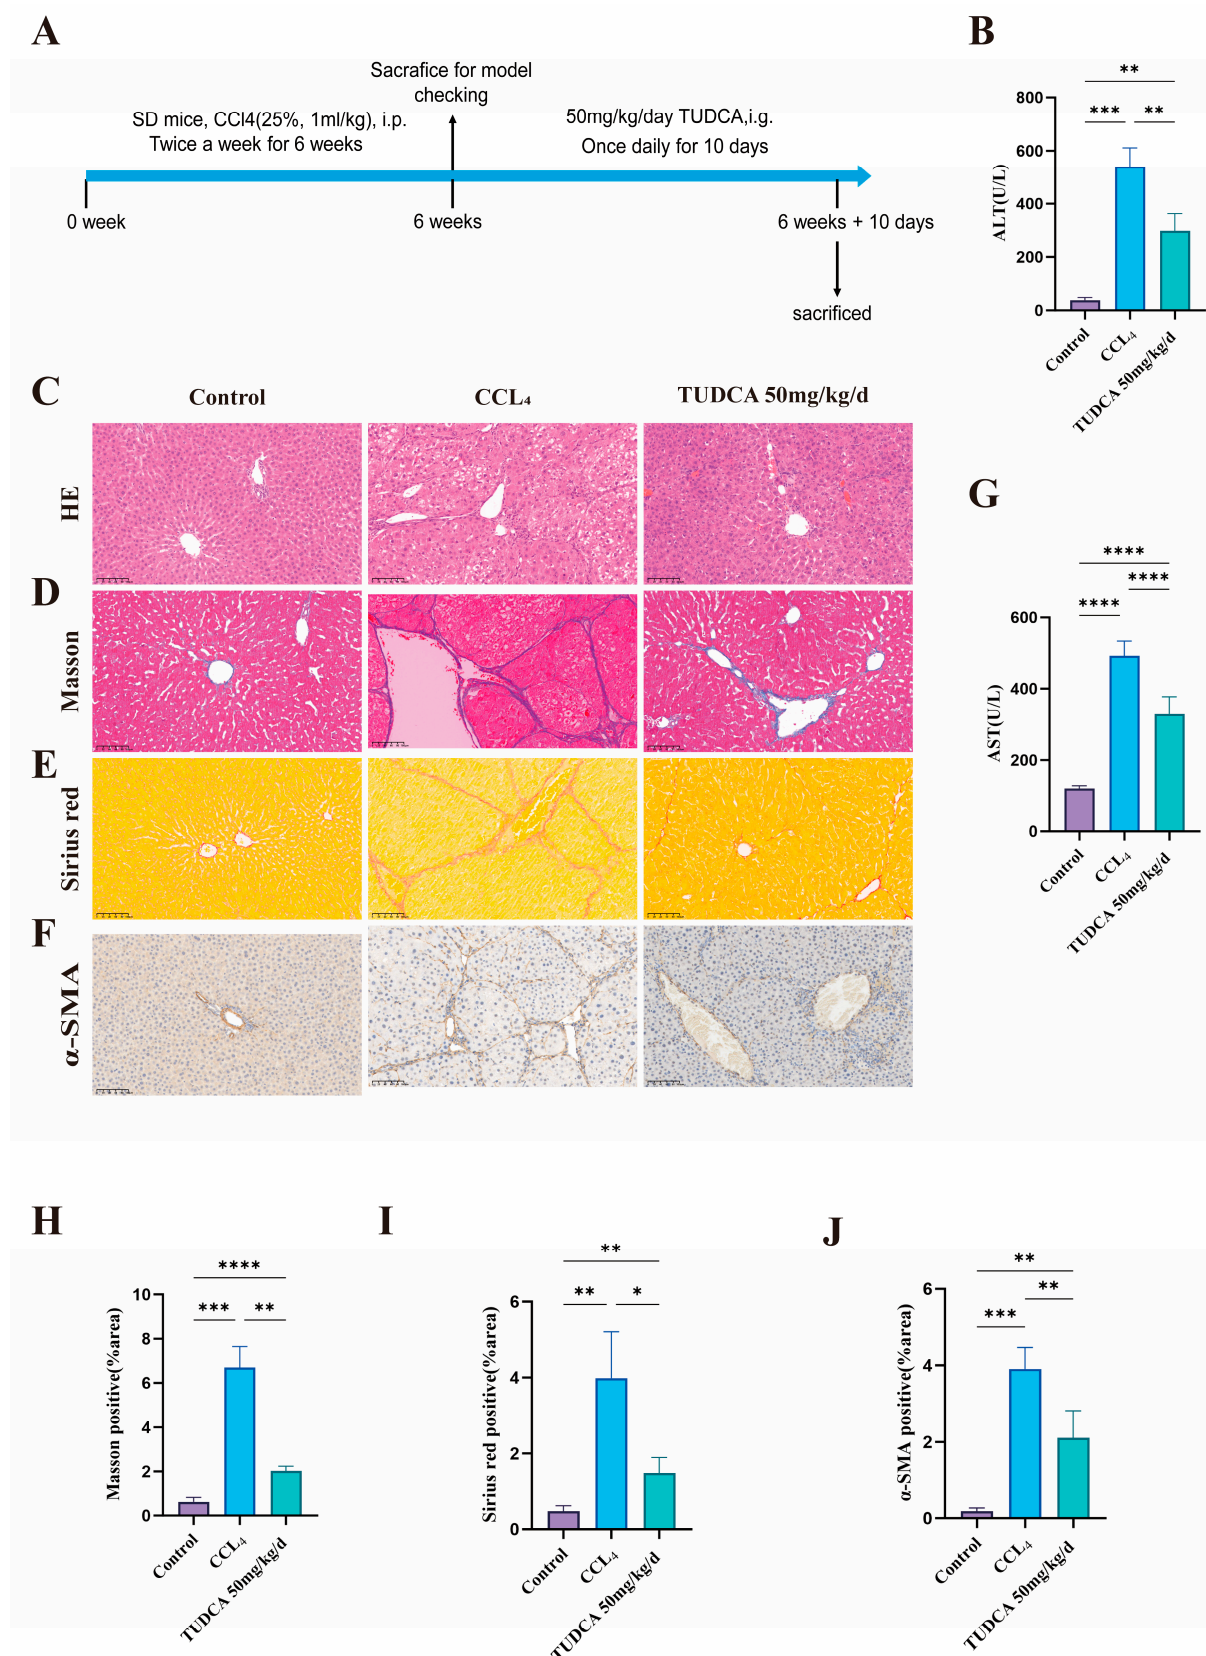 A
Sacrafice for model
checking
SD mice, CCl4(25%, 1ml/kg), i.p.
Twice a week for 6 weeks
50mg/kg/day TUDCA,i.g.
Once daily for 10 days
0 week
6 weeks
6 weeks + 10 days
sacrificed
B
**
*** **
800
600
400
200
0
ALT(U/L)
Control
CCL₄
TUDCA 50mg/kg/d
C
Control
CCL₄
TUDCA 50mg/kg/d
HE
D
Masson
E
Sirius red
F
α-SMA
G
****
****
****
600
400
200
0
AST(U/L)
Control
CCL₄
TUDCA 50mg/kg/d
H
****
*** **
10
8
6
4
2
0
Masson positive(%area)
Control
CCL₄
TUDCA 50mg/kg/d
I
**
** *
6
4
2
0
Sirius red positive(%area)
Control
CCL₄
TUDCA 50mg/kg/d
J
**
**
***
6
4
2
0
α-SMA positive(%area)
Control
CCL₄
TUDCA 50mg/kg/d